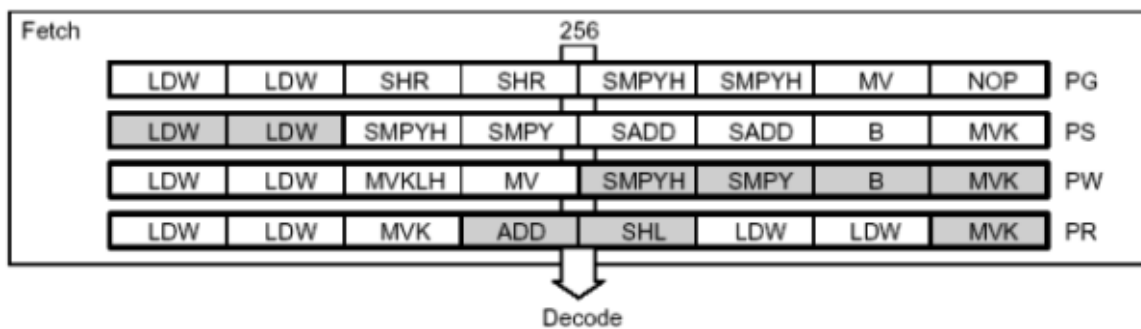 Fetch 256
LDW LDW SHR SHR SMPYH SMPYH MV NOP PG
LDW LDW SMPYH SMPY SADD SADD B MVK PS
LDW LDW MVKLH MV SMPYH SMPY B MVK PW
LDW LDW MVK ADD SHL LDW LDW MVK PR
Decode